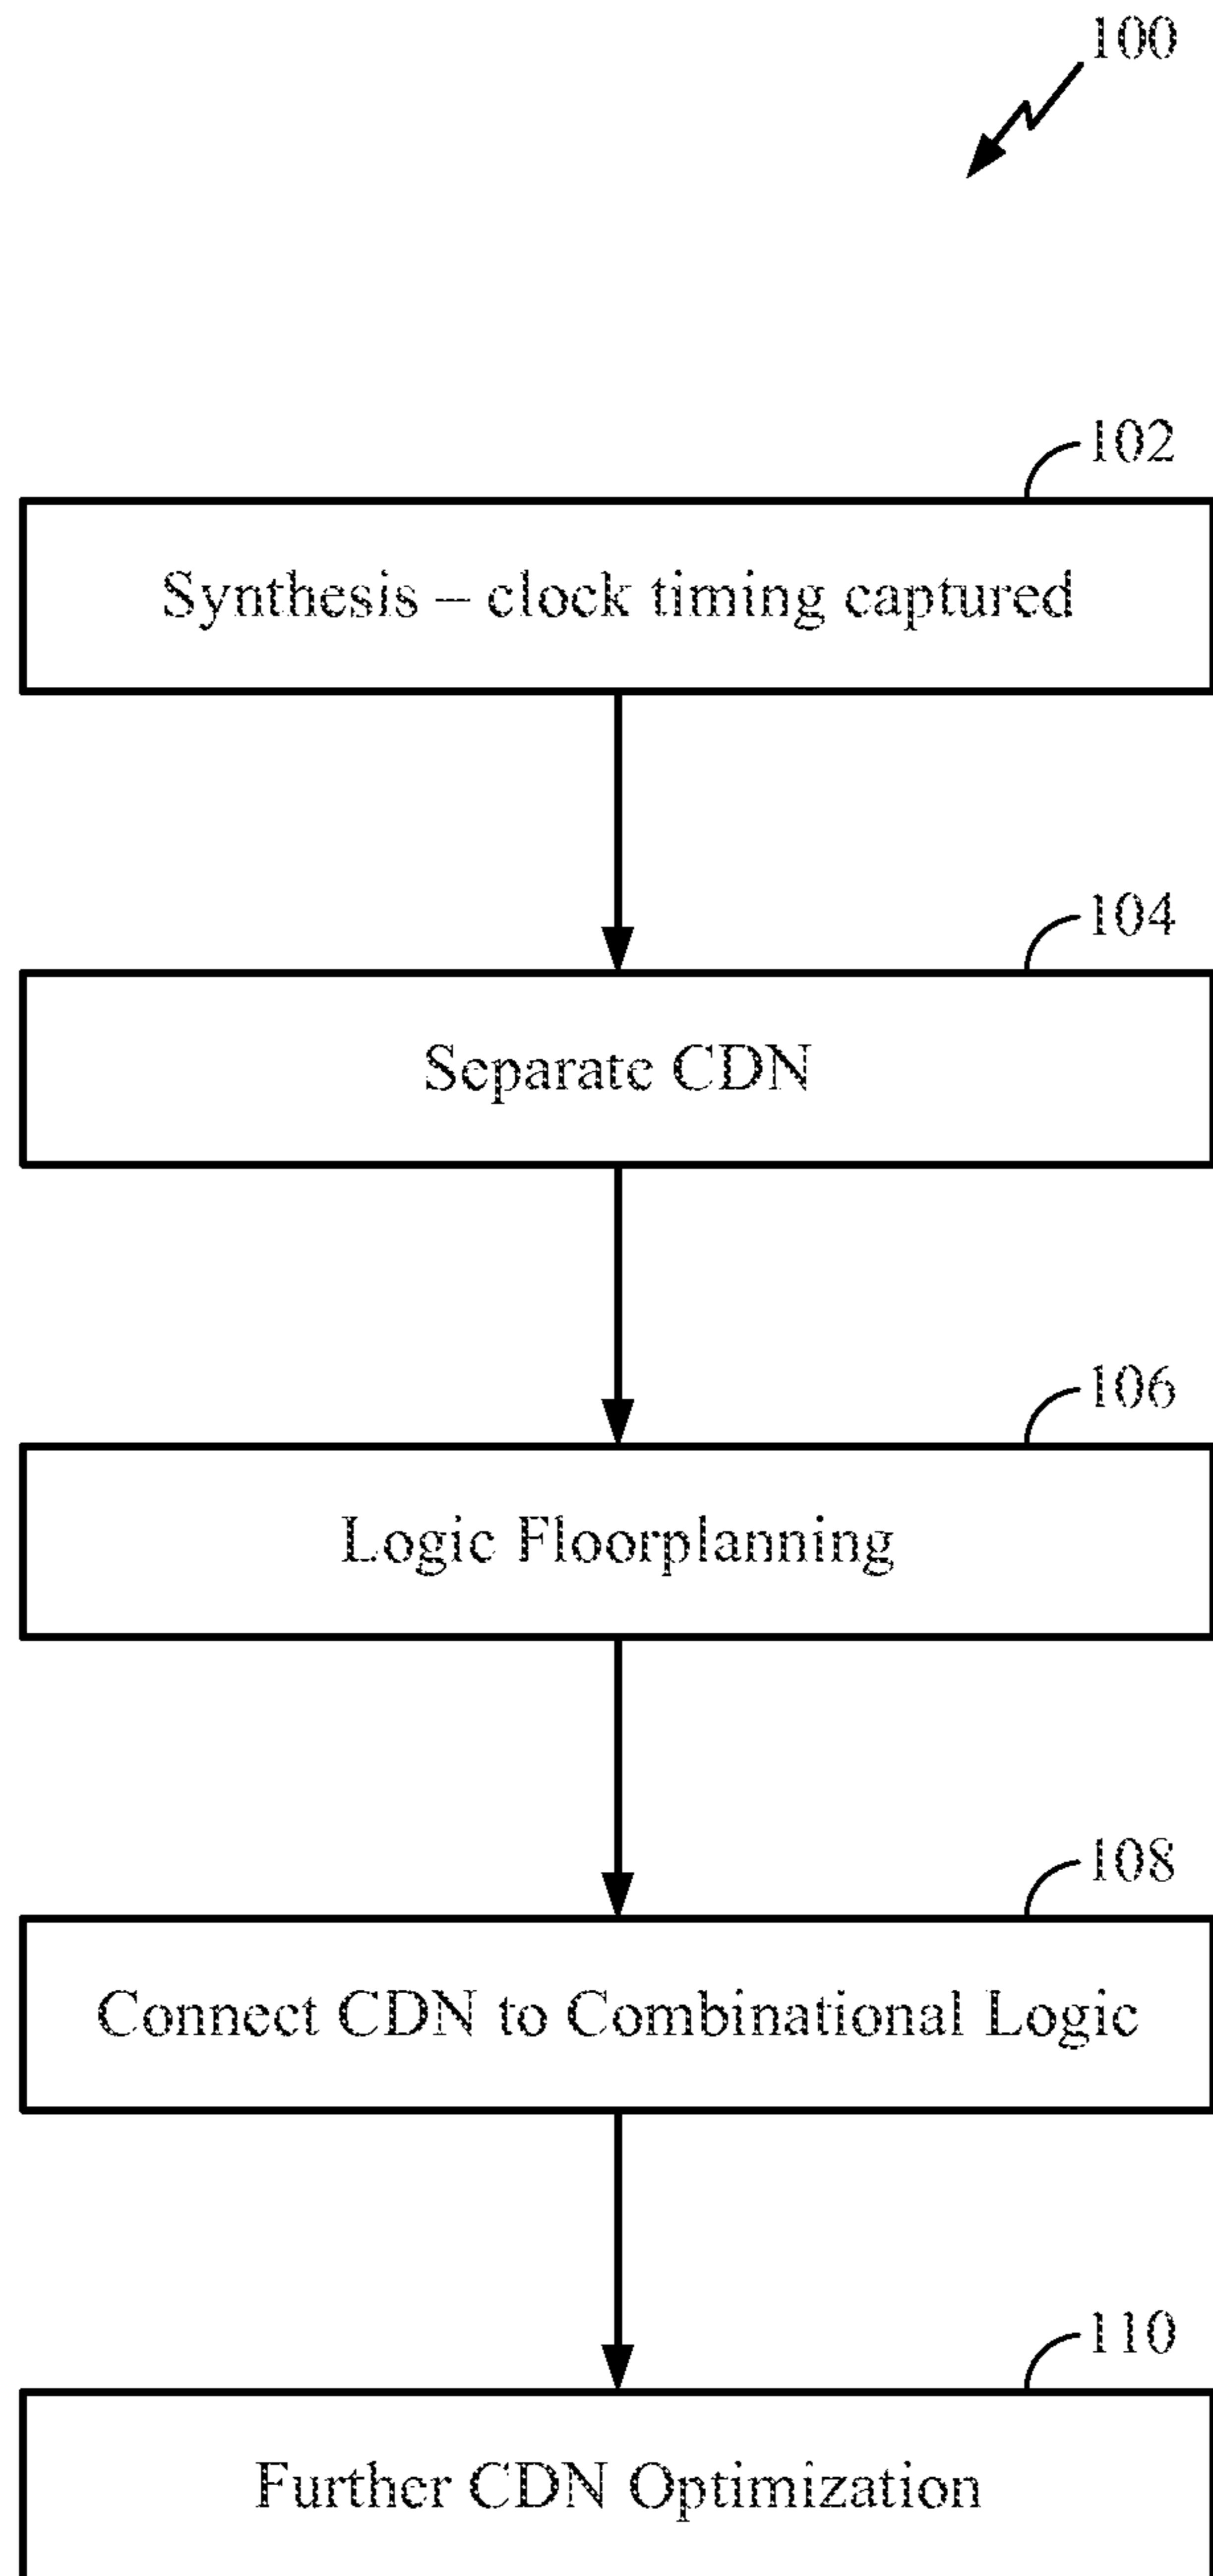 100
102
Synthesis – clock timing captured
104
Separate CDN
106
Logic Floorplanning
108
Connect CDN to Combinational Logic
110
Further CDN Optimization